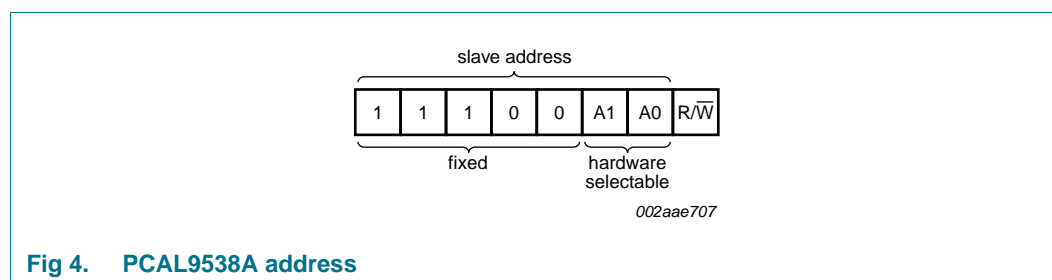 slave address
1 1 1 0 0 A1 A0 R/W̅
fixed hardware
selectable
002aae707
Fig 4. PCAL9538A address